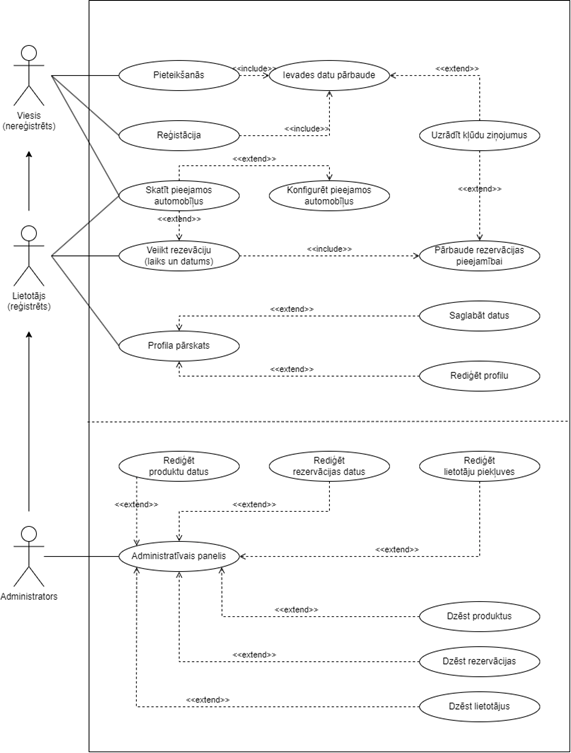 Pieteikšanās
<<include>>
Ievades datu pārbaude
<<extend>>
Viesis
(neregistrēts)
Reģistācija
<<include>>
Uzrādīt kļūdu ziņojumus
<<extend>>
Skatīt pieejamos
automobīļus
Konfigurēt pieejamos
automobīļus
<<extend>>
<<extend>>
Veiikt rezevāciju
(laiks un datums)
<<include>>
Pārbaude rezervācijas
pieejamībai
Lietotājs
(reģistrēts)
<<extend>>
Saglabāt datus
Profila pārskats
<<extend>>
Rediģēt profilu
Rediģēt
produktu datus
Rediģēt
rezervācijas datus
Rediģēt
lietotāju piekļuves
<<extend>>
<<extend>>
<<extend>>
Administratīvais panelis
Administrators
<<extend>>
Dzēst produktus
<<extend>>
Dzēst rezervācijas
<<extend>>
Dzēst lietotājus